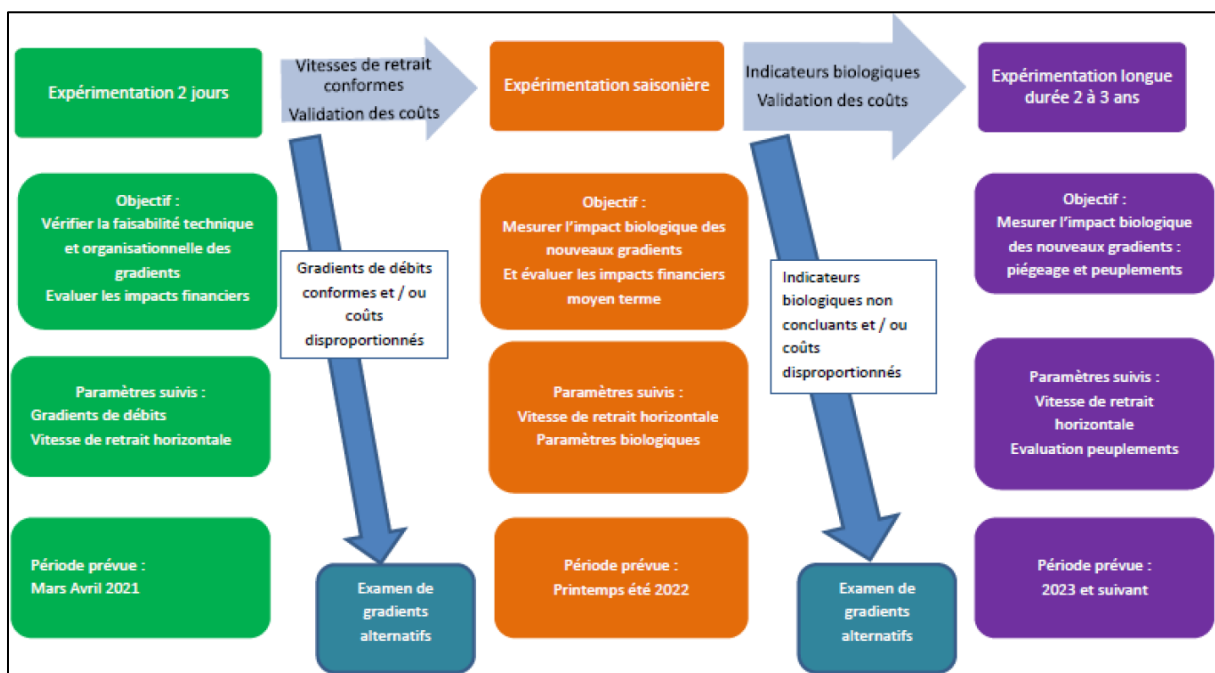 Expérimentation 2 jours
Vitesses de retrait
conformes
Validation des coûts
Expérimentation saisonière
Indicateurs biologiques
Validation des coûts
Expérimentation longue
durée 2 à 3 ans
Objectif :
Vérifier la faisabilité technique
et organisationnelle des
gradients
Evaluer les impacts financiers
Gradients de débits
conformes et / ou
coûts
disproportionnés
Objectif :
Mesurer l'impact biologique des
nouveaux gradients
Et évaluer les impacts financiers
moyen terme
Indicateurs
biologiques non
concluants et / ou
coûts
disproportionnés
Objectif :
Mesurer l'impact biologique
des nouveaux gradients :
piégeage et peuplements
Paramètres suivis :
Gradients de débits
Vitesse de retrait horizontale
Paramètres suivis :
Vitesse de retrait horizontale
Paramètres biologiques
Paramètres suivis :
Vitesse de retrait
horizontale
Evaluation peuplements
Période prévue :
Mars Avril 2021
Examen de
gradients
alternatifs
Période prévue :
Printemps été 2022
Examen de
gradients
alternatifs
Période prévue :
2023 et suivant